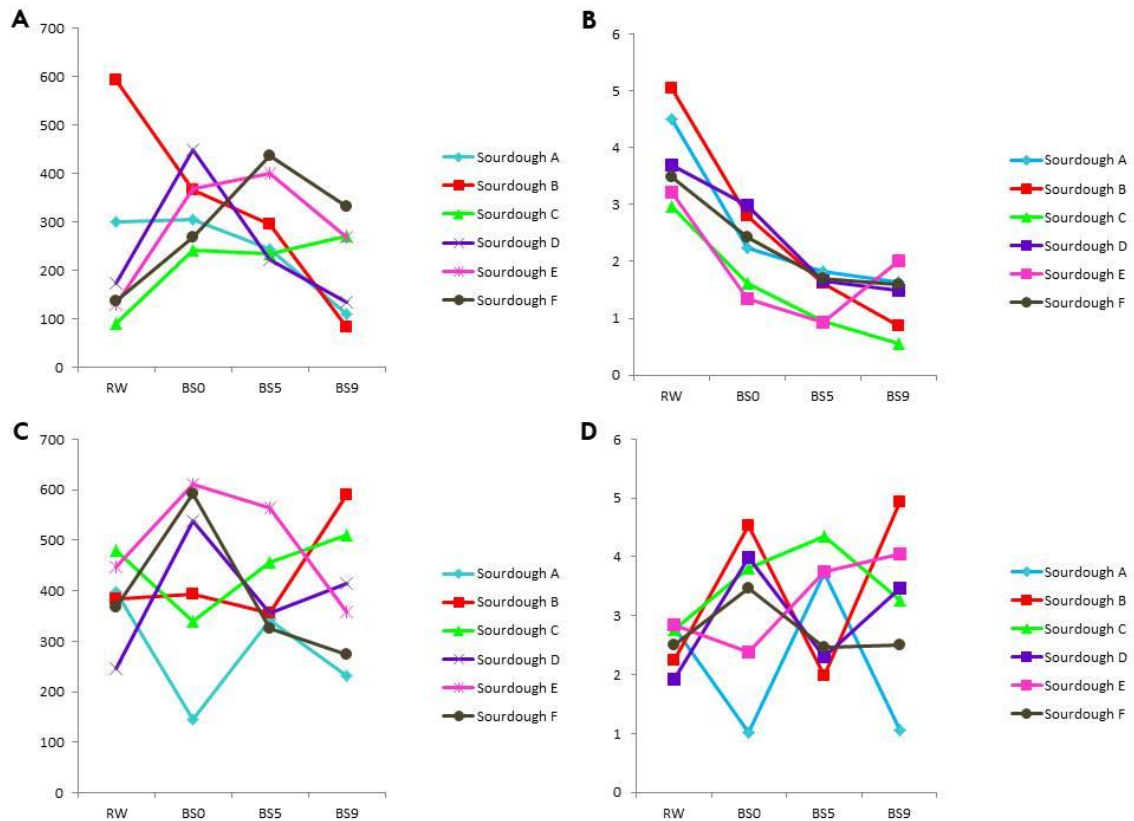 A
700
600
500
400
300
200
100
0
RW BS0 BS5 BS9
Sourdough A
Sourdough B
Sourdough C
Sourdough D
Sourdough E
Sourdough F
B
6
5
4
3
2
1
0
RW BS0 BS5 BS9
Sourdough A
Sourdough B
Sourdough C
Sourdough D
Sourdough E
Sourdough F
C
700
600
500
400
300
200
100
0
RW BS0 BS5 BS9
Sourdough A
Sourdough B
Sourdough C
Sourdough D
Sourdough E
Sourdough F
D
6
5
4
3
2
1
0
RW BS0 BS5 BS9
Sourdough A
Sourdough B
Sourdough C
Sourdough D
Sourdough E
Sourdough F